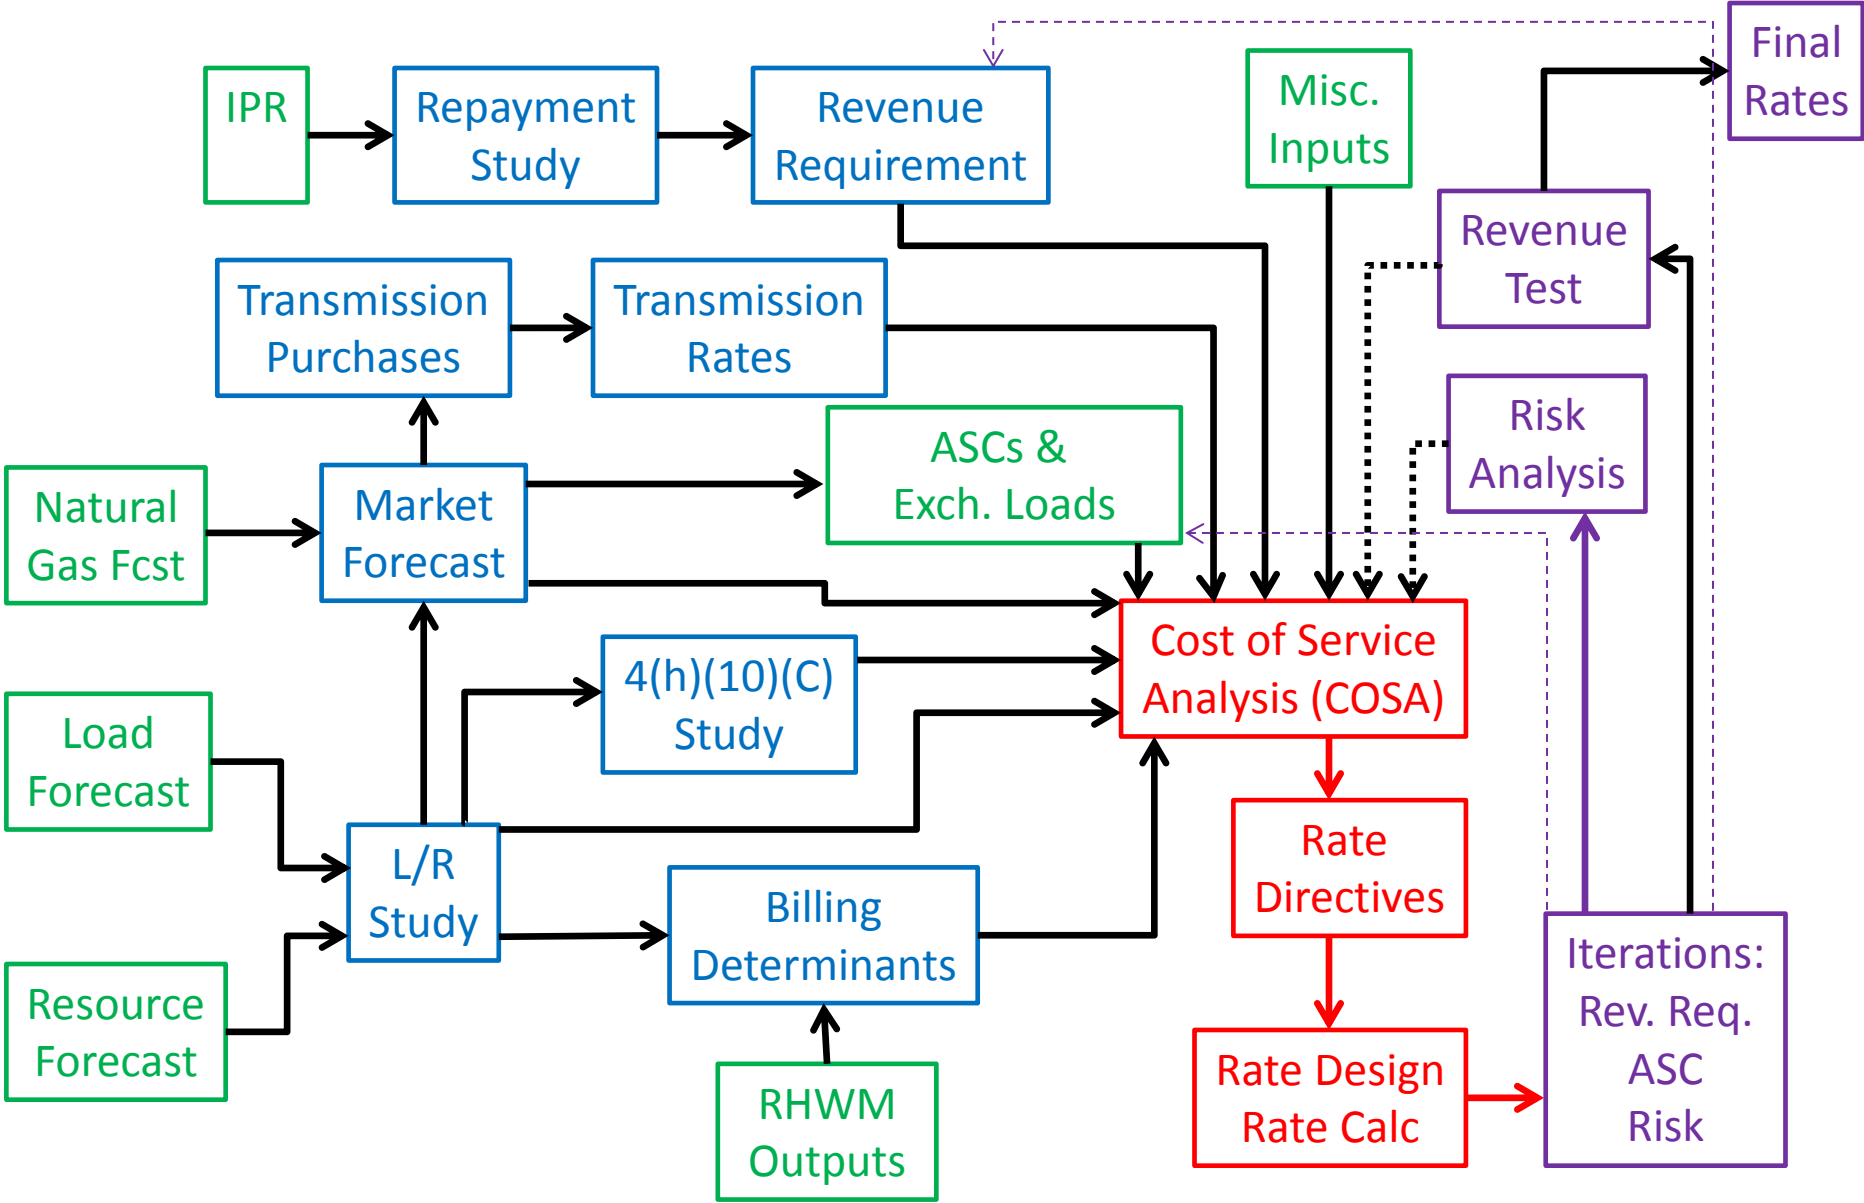 IPR
Repayment
Study
Revenue
Requirement
Misc.
Inputs
Final
Rates
Revenue
Test
Transmission
Purchases
Transmission
Rates
Risk
Analysis
ASCs &
Exch. Loads
Natural
Gas Fcst
Market
Forecast
Cost of Service
Analysis (COSA)
4(h)(10)(C)
Study
Load
Forecast
L/R
Study
Rate
Directives
Billing
Determinants
Resource
Forecast
Iterations:
Rev. Req.
ASC
Risk
Rate Design
Rate Calc
RHWM
Outputs